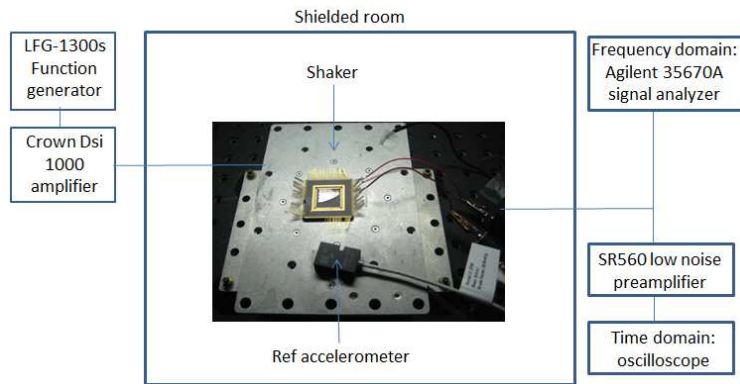 Shielded room
LFG-1300s
Function
generator
Crown Dsi
1000
amplifier
Shaker
Ref accelerometer
Frequency domain:
Agilent 35670A
signal analyzer
SR560 low noise
preamplifier
Time domain:
oscilloscope